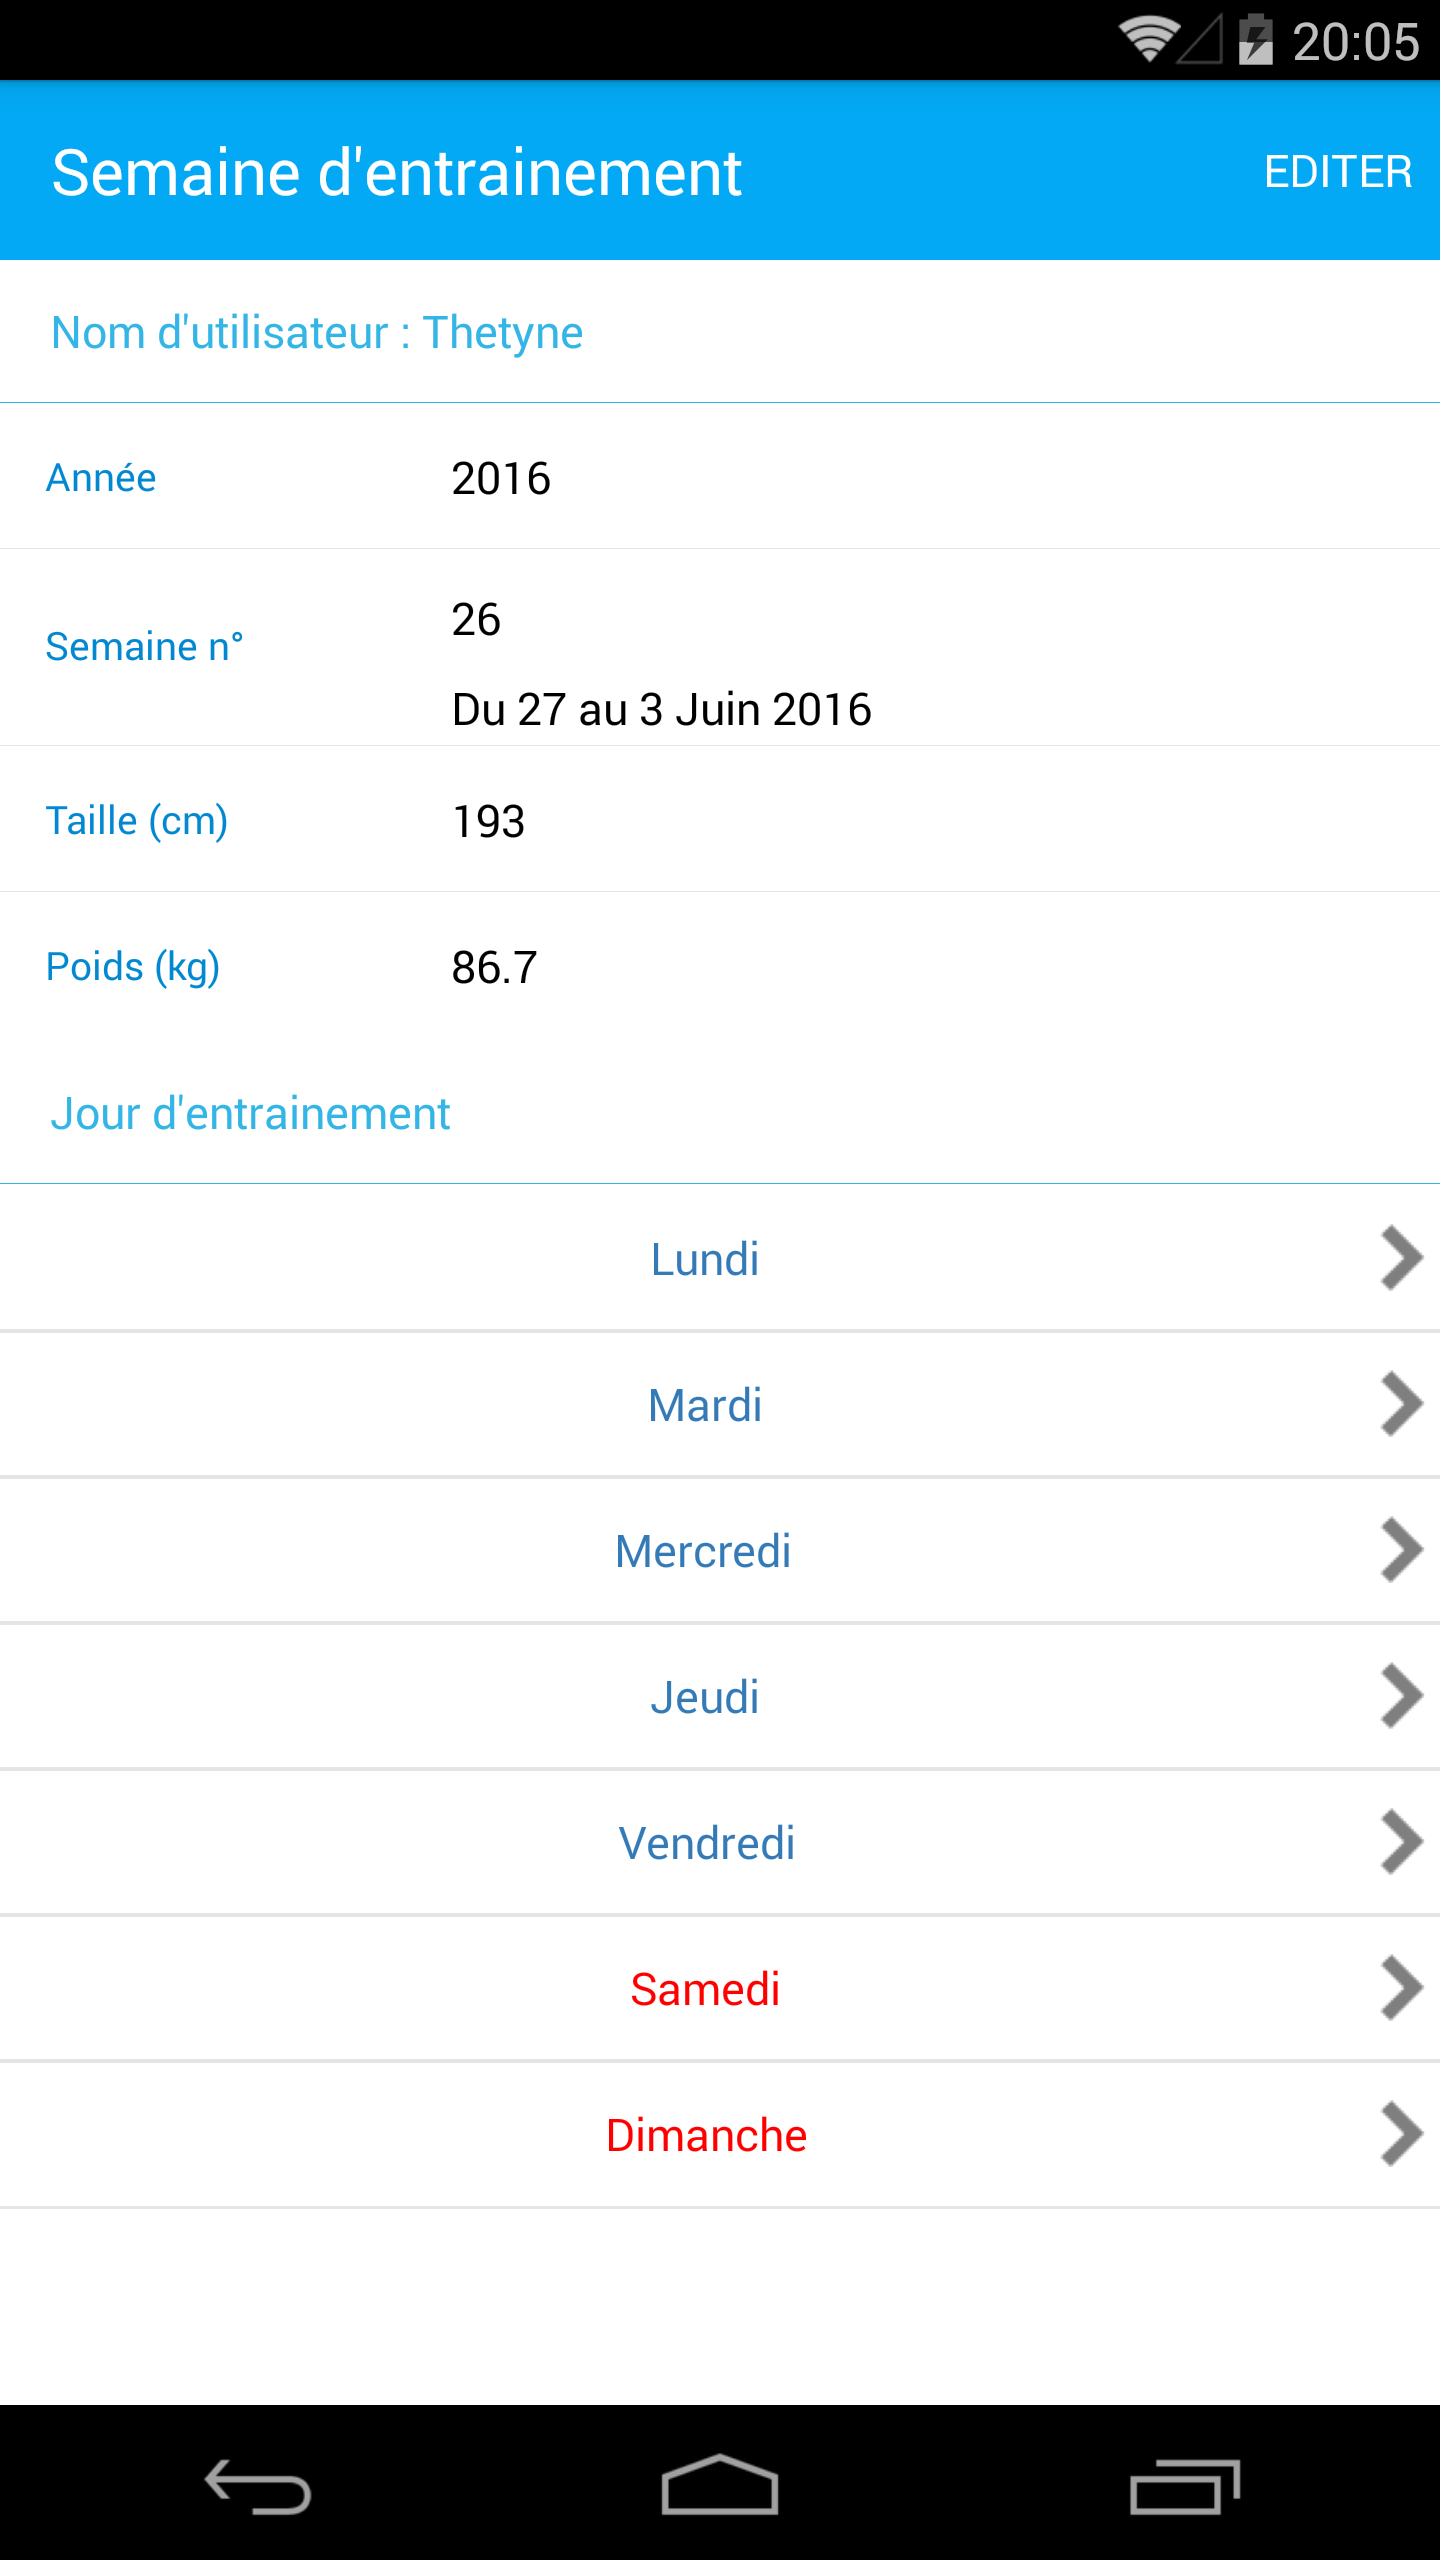 20:05
Semaine d'entrainement EDITER
Nom d'utilisateur : Thetyne
Année 2016
Semaine n° 26
Du 27 au 3 Juin 2016
Taille (cm) 193
Poids (kg) 86.7
Jour d'entrainement
Lundi
Mardi
Mercredi
Jeudi
Vendredi
Samedi
Dimanche